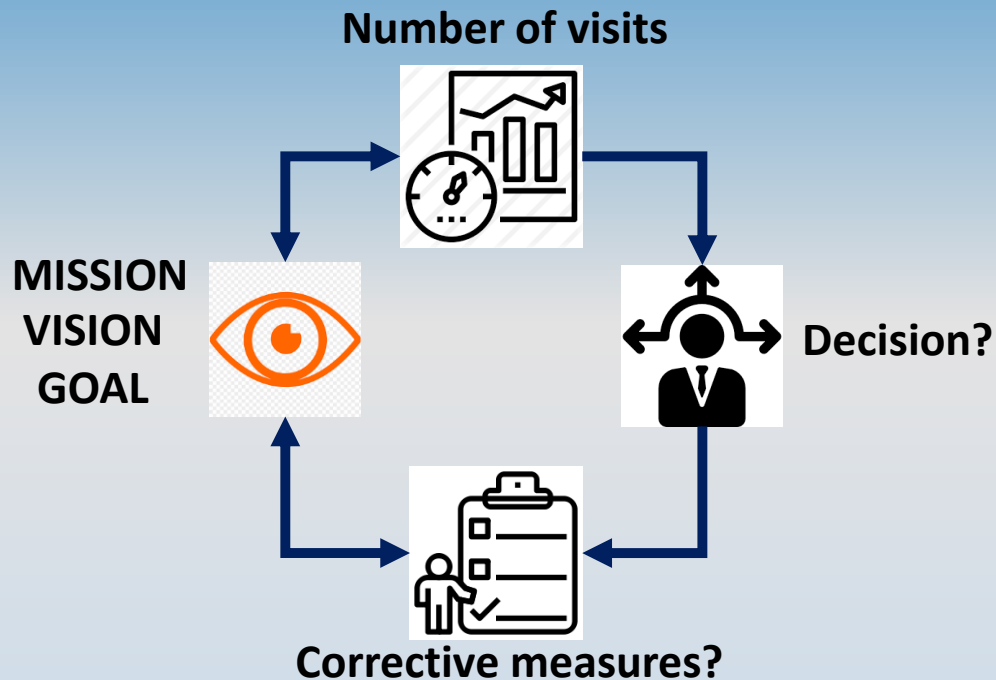 Number of visits
MISSION
VISION
GOAL
Decision?
Corrective measures?